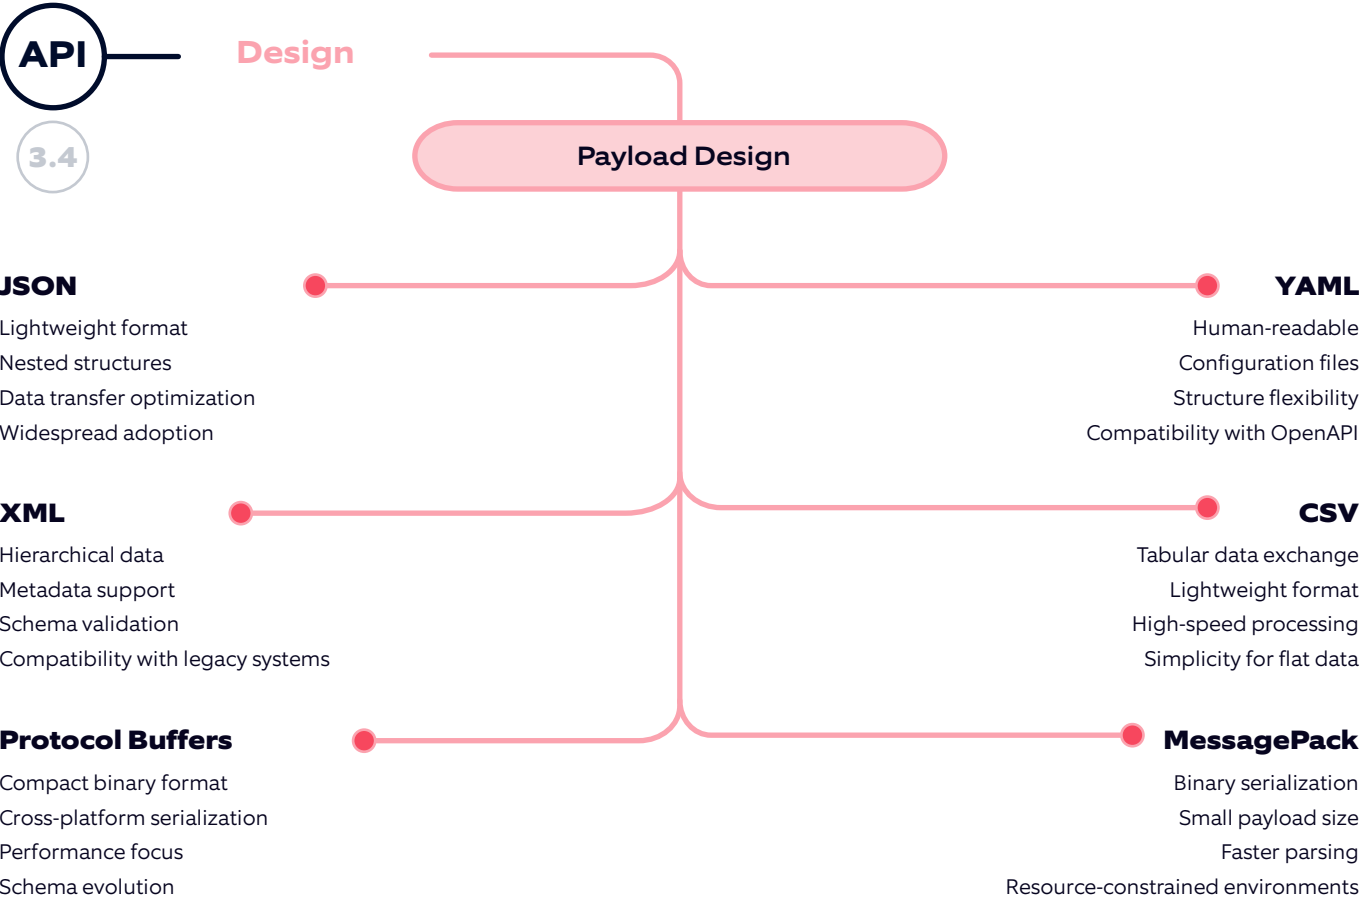 API
Design
3.4
Payload Design
JSON
Lightweight format
Nested structures
Data transfer optimization
Widespread adoption
YAML
Human-readable
Configuration files
Structure flexibility
Compatibility with OpenAPI
XML
Hierarchical data
Metadata support
Schema validation
Compatibility with legacy systems
CSV
Tabular data exchange
Lightweight format
High-speed processing
Simplicity for flat data
Protocol Buffers
Compact binary format
Cross-platform serialization
Performance focus
Schema evolution
MessagePack
Binary serialization
Small payload size
Faster parsing
Resource-constrained environments